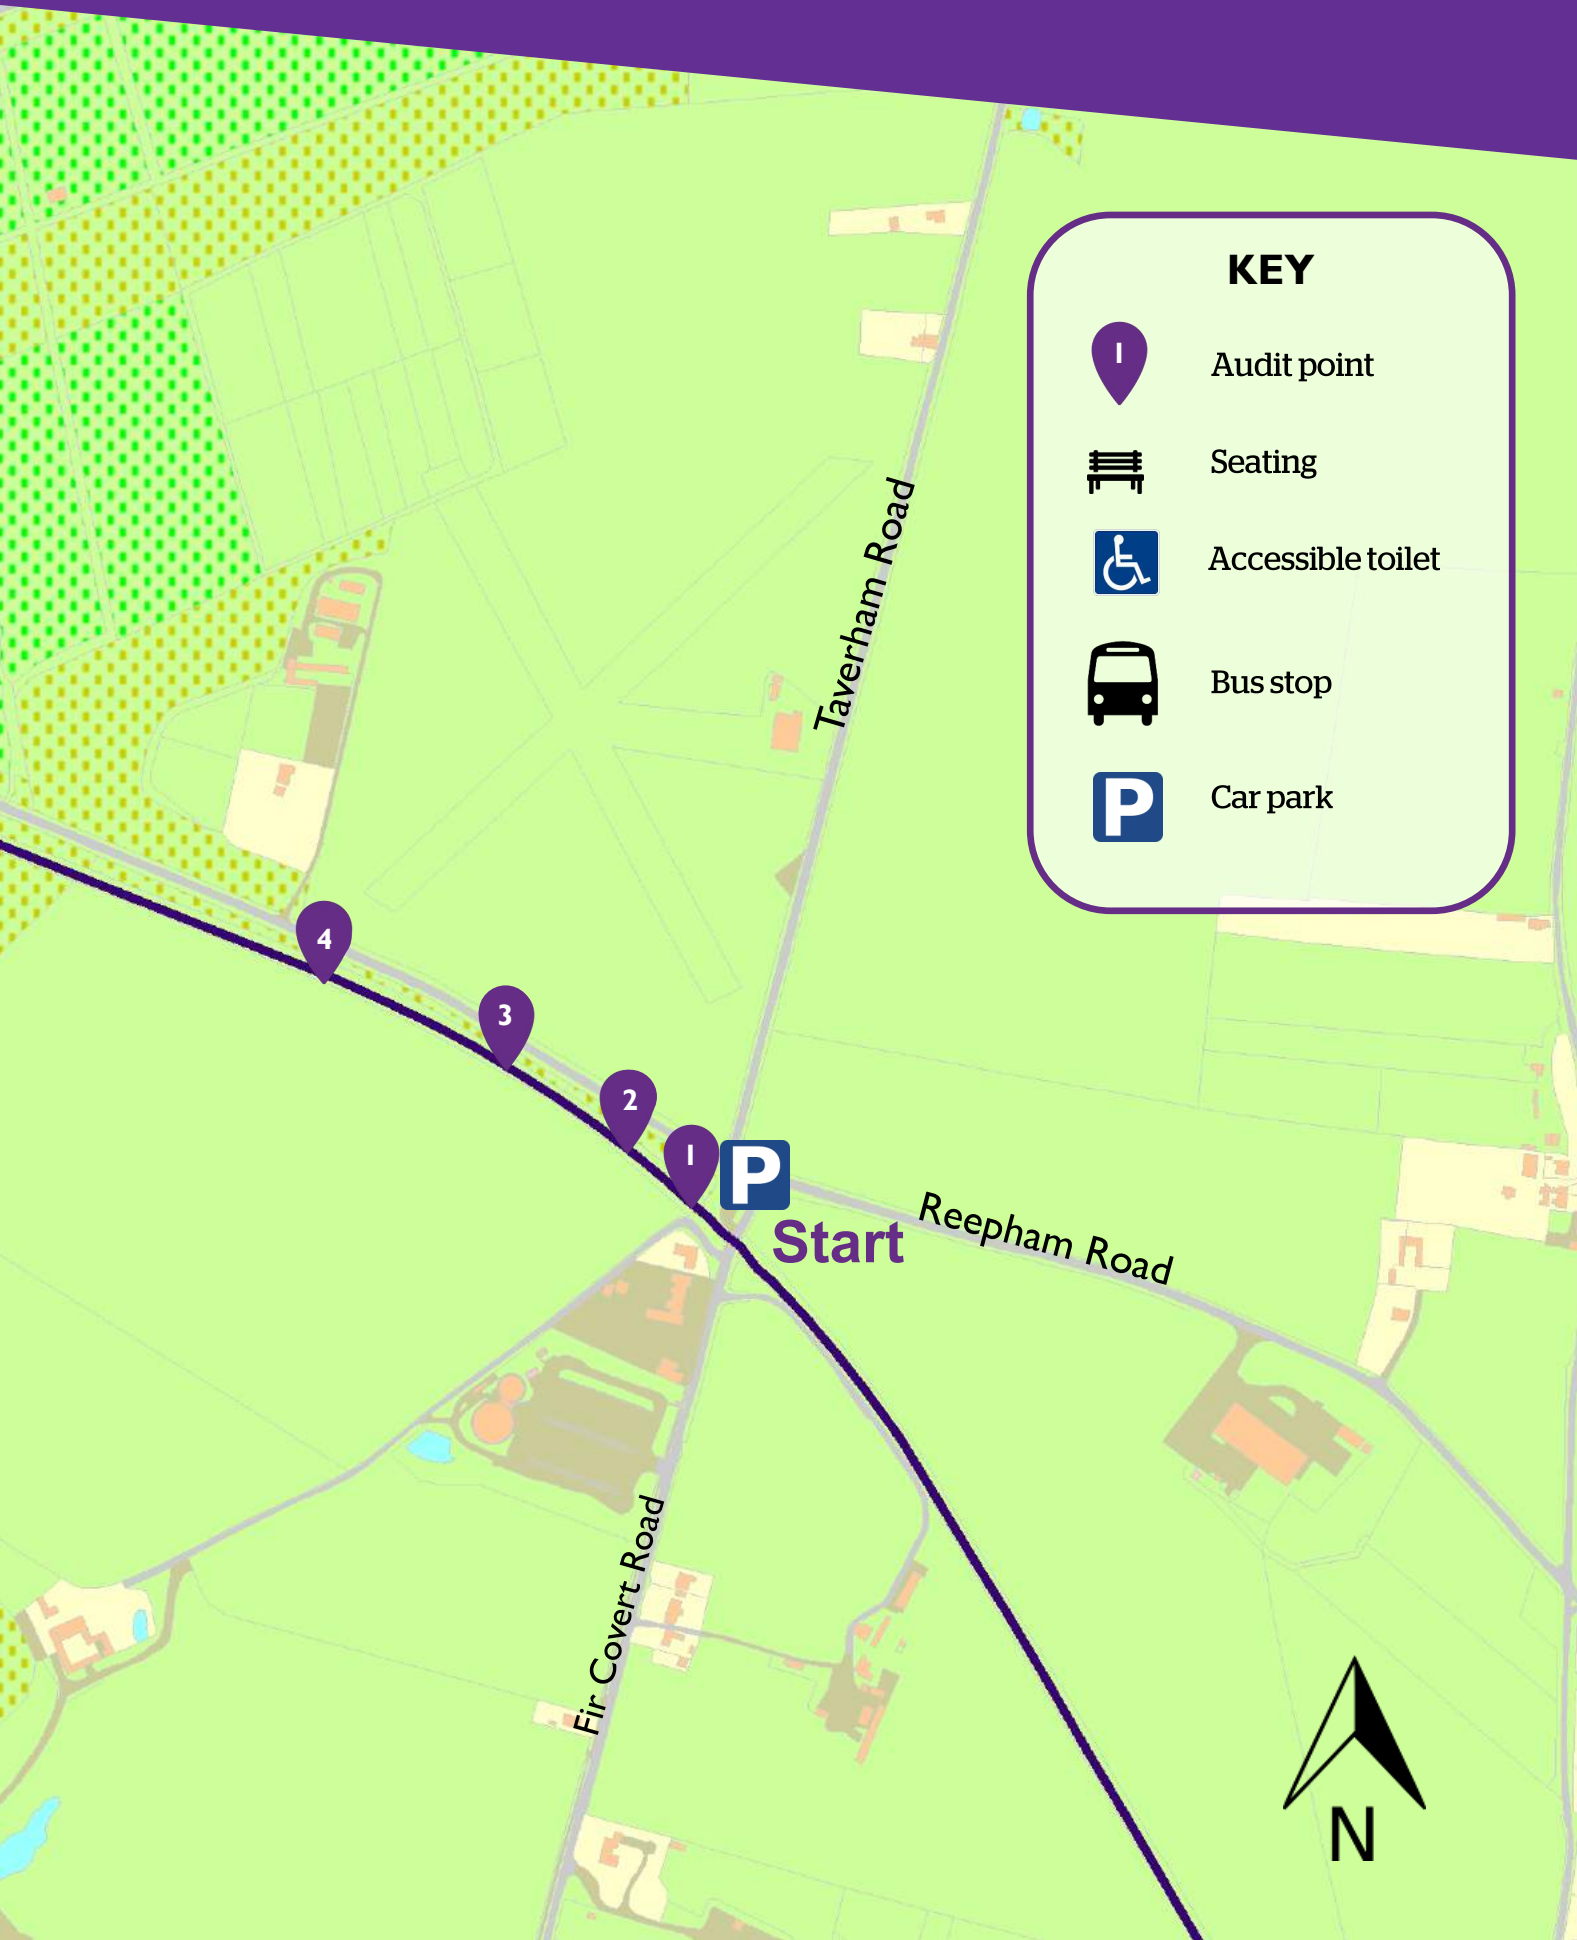 KEY
1
Audit point
Seating
Accessible toilet
Bus stop
P
Car park
Taverham Road
4
3
2
1
P
Start
Reepham Road
Fir Covert Road
N